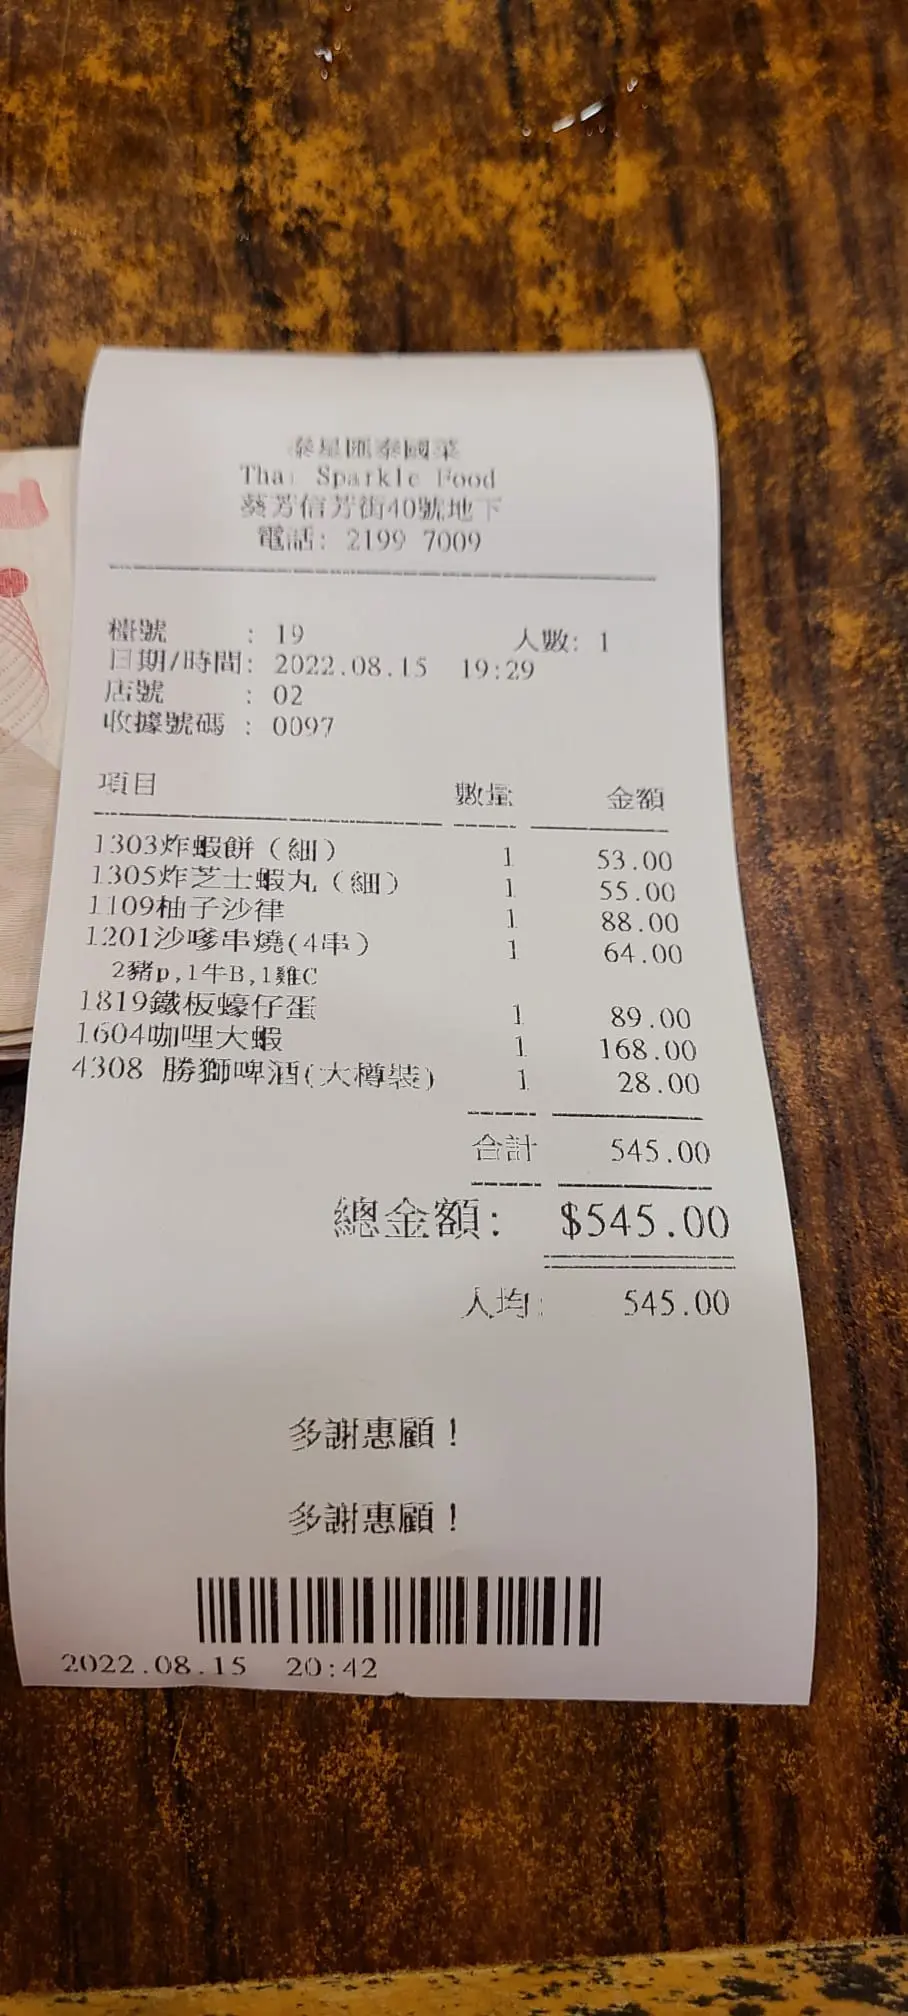 泰星匯泰國菜
Thai Sparkle Food
葵芳信芳街40號地下
電話: 2199 7009
檯號 : 19 人數: 1
日期/時間: 2022.08.15 19:29
店號 : 02
收據號碼 : 0097
項目 數量 金額
1303炸蝦餅（細） 1 53.00
1305炸芝士蝦丸（細） 1 55.00
1109柚子沙律 1 88.00
1201沙嗲串燒(4串) 1 64.00
2豬p,1牛B,1雞C
1819鐵板蠔仔蛋 1 89.00
1604咖哩大蝦 1 168.00
4308 勝獅啤酒(大樽裝) 1 28.00
合計 545.00
總金額: $545.00
人均: 545.00
多謝惠顧！
多謝惠顧！
2022.08.15 20:42